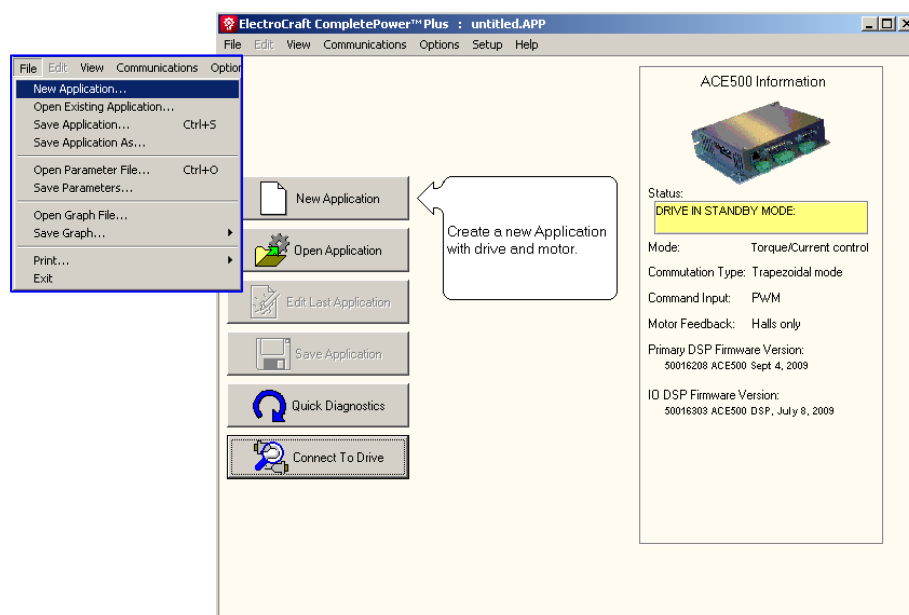 ElectroCraft CompletePower™ Plus : untitled.APP
File Edit View Communications Options Setup Help
File Edit View Communications Option
New Application...
Open Existing Application...
Save Application... Ctrl+S
Save Application As...
Open Parameter File... Ctrl+O
Save Parameters...
Open Graph File...
Save Graph...
Print...
Exit
New Application
Open Application
Edit Last Application
Save Application
Quick Diagnostics
Connect To Drive
Create a new Application
with drive and motor.
ACE500 Information
Status:
DRIVE IN STANDBY MODE:
Mode: Torque/Current control
Commutation Type: Trapezoidal mode
Command Input: PWM
Motor Feedback: Halls only
Primary DSP Firmware Version:
50016208 ACE500 Sept 4, 2009
IO DSP Firmware Version:
50016303 ACE500 DSP, July 8, 2009